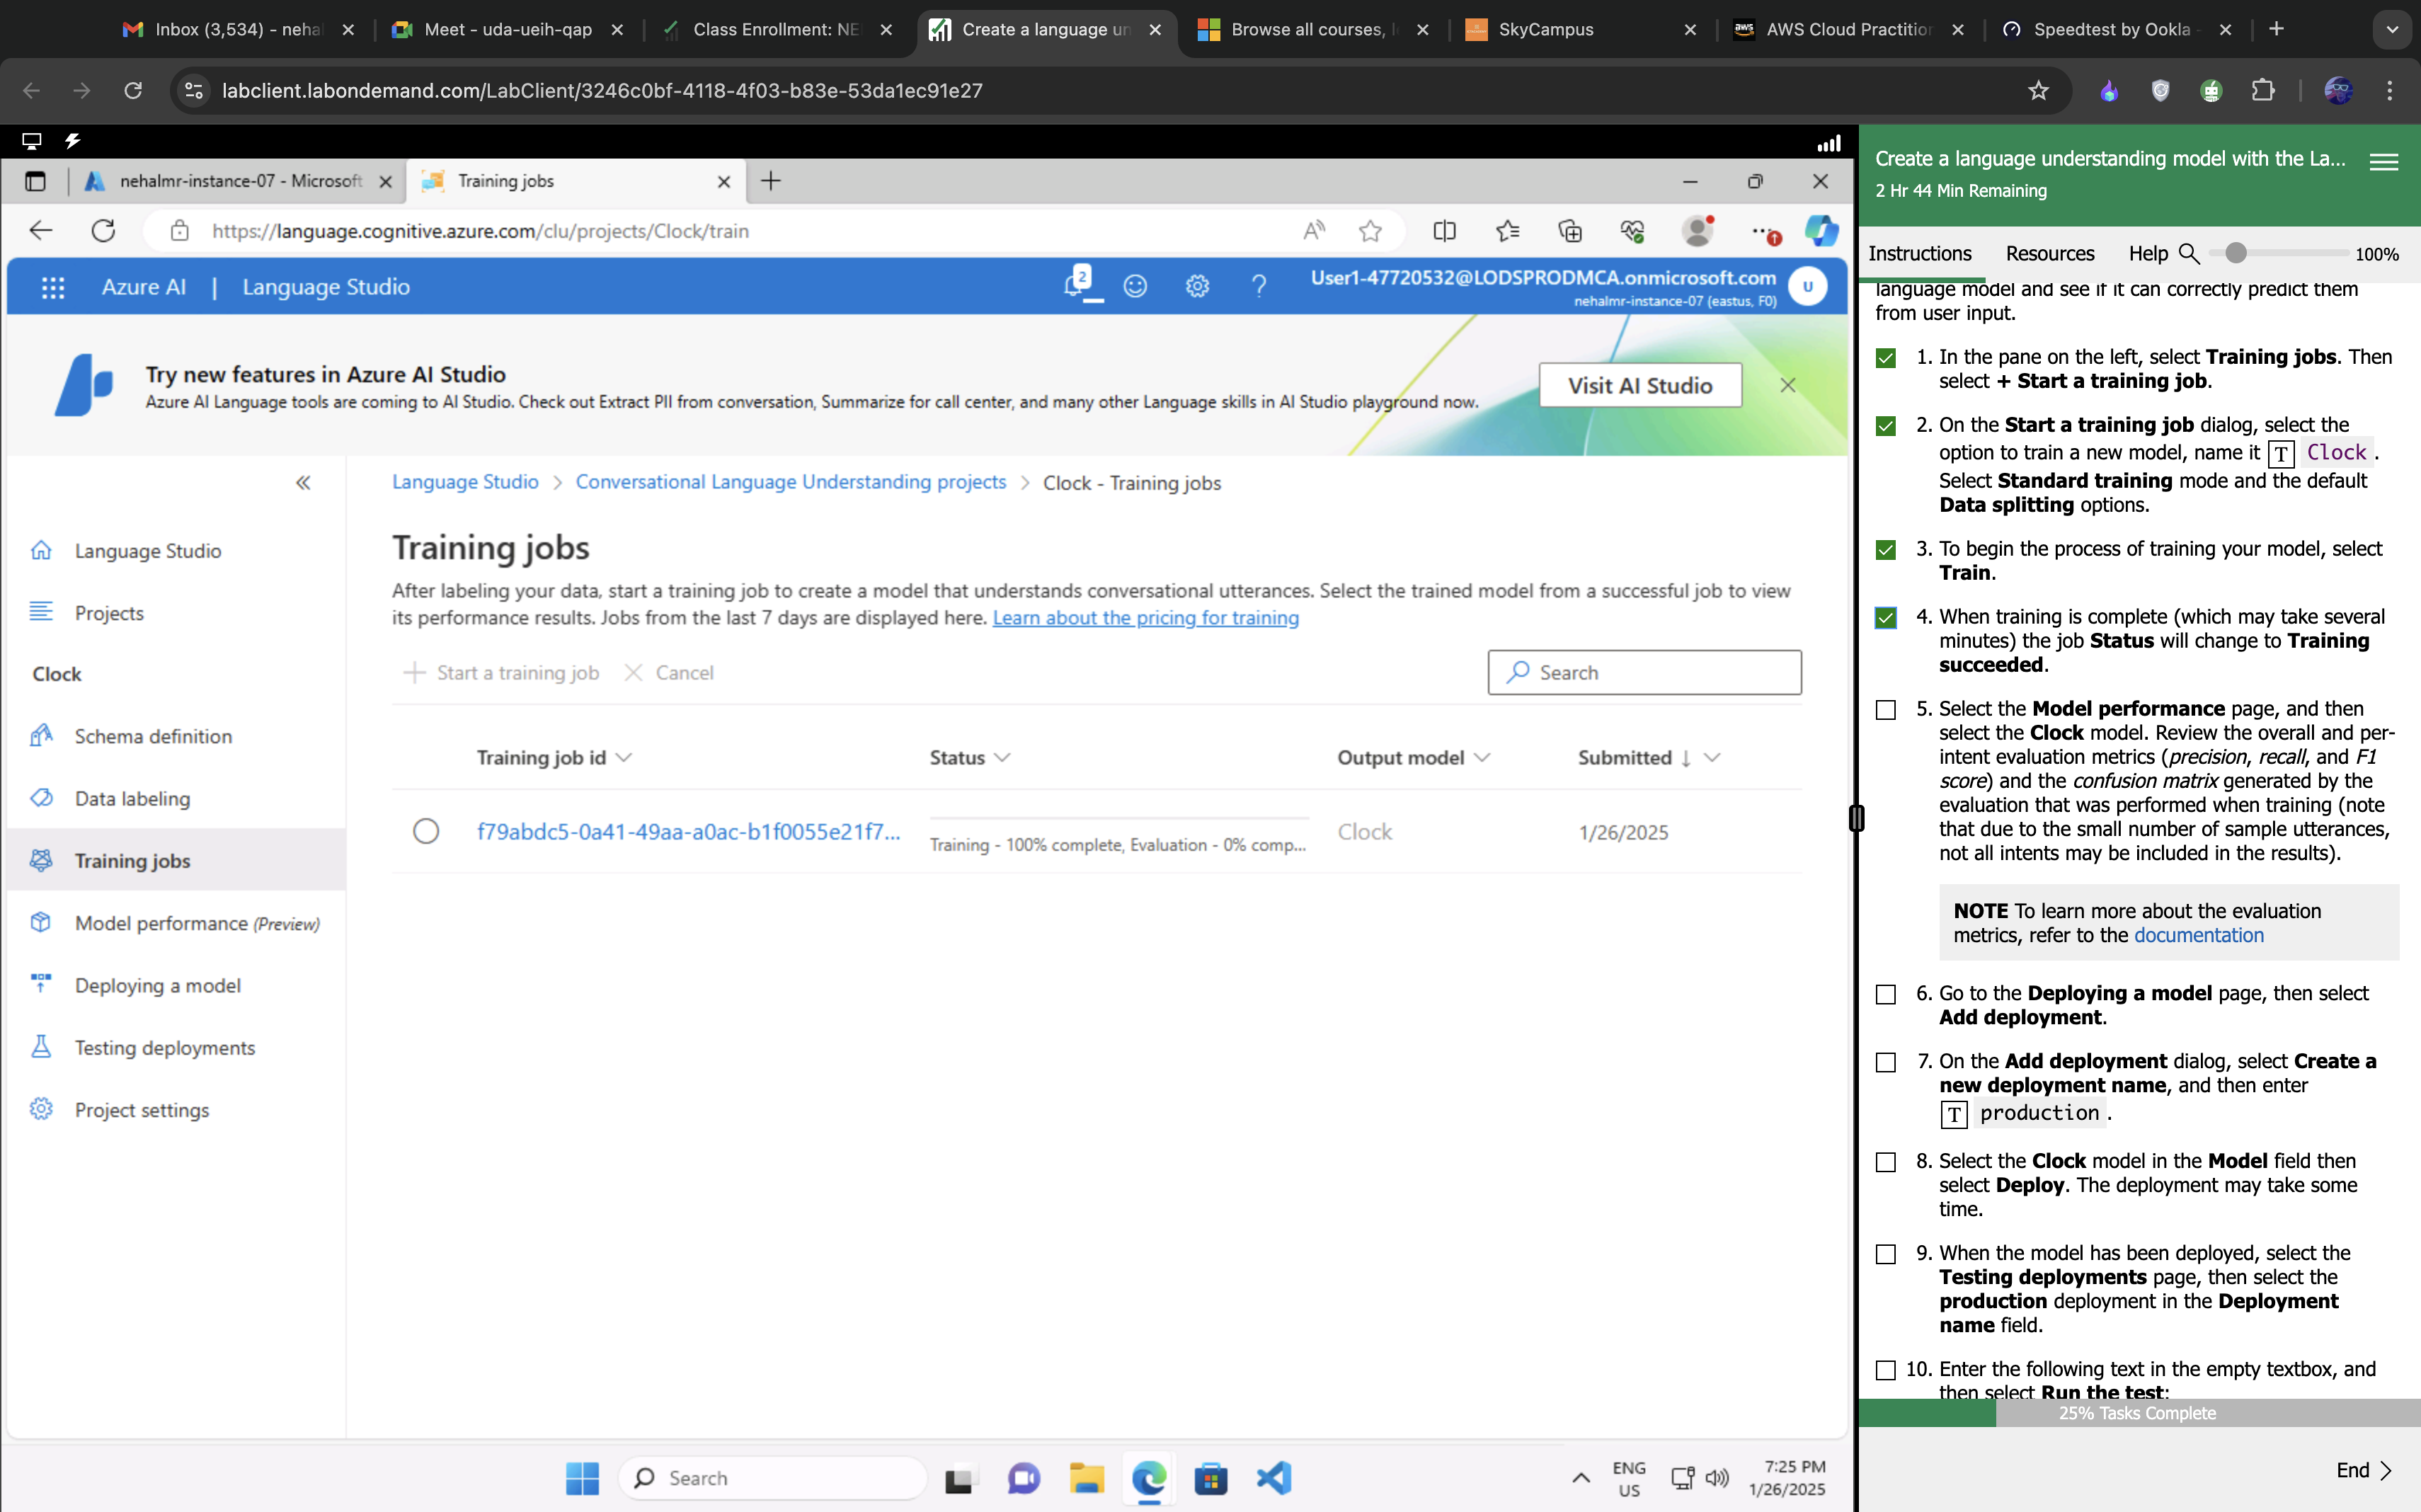 Inbox (3,534) - neha
Meet - uda-ueih-qap
Class Enrollment: NE
Create a language un
Browse all courses, l
SkyCampus
aws
AWS Cloud Practition
Speedtest by Ookla -
labclient.labondemand.com/LabClient/3246c0bf-4118-4f03-b83e-53da1ec91e27
nehalmr-instance-07 - Microsoft
Training jobs
https://language.cognitive.azure.com/clu/projects/Clock/train
Azure AI | Language Studio
2
User1-47720532@LODSPRODMCA.onmicrosoft.com
nehalmr-instance-07 (eastus, F0)
U
Try new features in Azure AI Studio
Azure AI Language tools are coming to AI Studio. Check out Extract PII from conversation, Summarize for call center, and many other Language skills in AI Studio playground now.
Visit AI Studio
Language Studio
Projects
Clock
Schema definition
Data labeling
Training jobs
Model performance (Preview)
Deploying a model
Testing deployments
Project settings
Language Studio > Conversational Language Understanding projects > Clock - Training jobs
Training jobs
After labeling your data, start a training job to create a model that understands conversational utterances. Select the trained model from a successful job to view
its performance results. Jobs from the last 7 days are displayed here. Learn about the pricing for training
Start a training job
Cancel
Search
Training job id
Status
Output model
Submitted
f79abdc5-0a41-49aa-a0ac-b1f0055e21f7...
Training - 100% complete, Evaluation - 0% comp...
Clock
1/26/2025
Search
ENG
US
7:25 PM
1/26/2025
Create a language understanding model with the La...
2 Hr 44 Min Remaining
Instructions
Resources
Help
100%
language model and see if it can correctly predict them
from user input.
1. In the pane on the left, select Training jobs. Then
select + Start a training job.
2. On the Start a training job dialog, select the
option to train a new model, name it T Clock .
Select Standard training mode and the default
Data splitting options.
3. To begin the process of training your model, select
Train.
4. When training is complete (which may take several
minutes) the job Status will change to Training
succeeded.
5. Select the Model performance page, and then
select the Clock model. Review the overall and per-
intent evaluation metrics (precision, recall, and F1
score) and the confusion matrix generated by the
evaluation that was performed when training (note
that due to the small number of sample utterances,
not all intents may be included in the results).
NOTE To learn more about the evaluation
metrics, refer to the documentation
6. Go to the Deploying a model page, then select
Add deployment.
7. On the Add deployment dialog, select Create a
new deployment name, and then enter
T production .
8. Select the Clock model in the Model field then
select Deploy. The deployment may take some
time.
9. When the model has been deployed, select the
Testing deployments page, then select the
production deployment in the Deployment
name field.
10. Enter the following text in the empty textbox, and
then select Run the test:
25% Tasks Complete
End